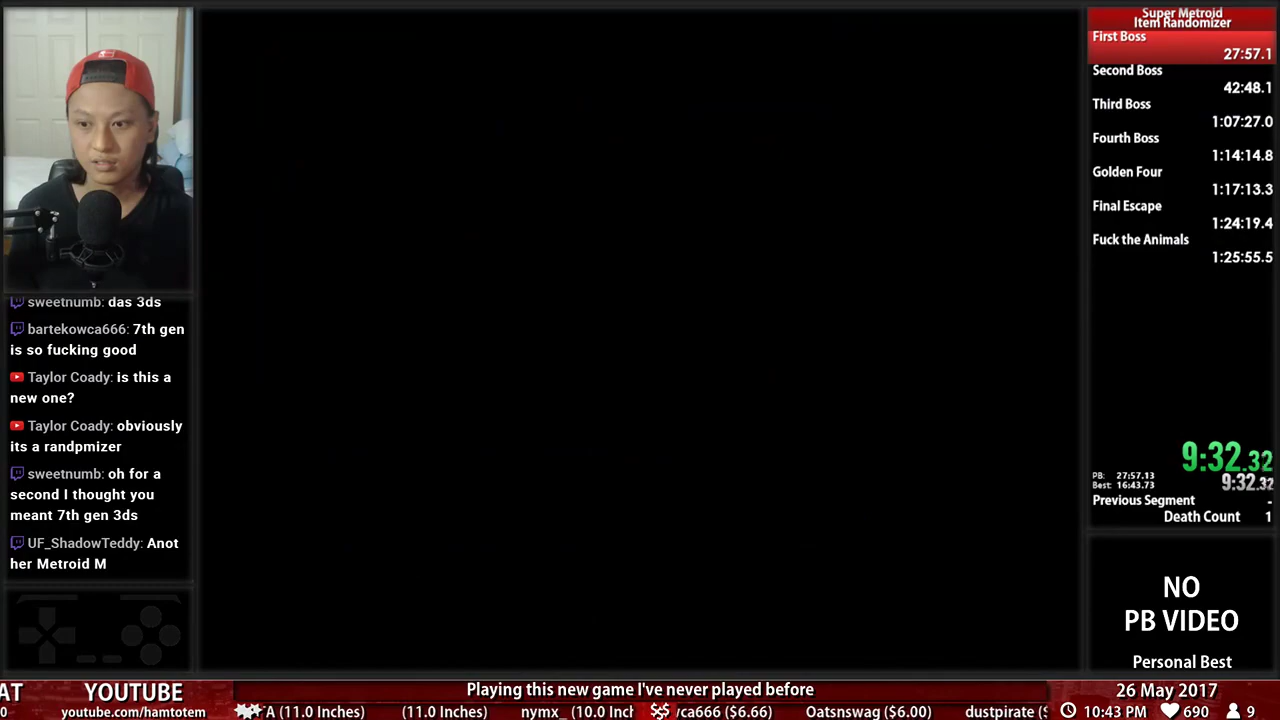 sweetnumb: das 3ds
bartekowca666: 7th gen
is so fucking good
Taylor Coady: is this a
new one?
Taylor Coady: obviously
its a randpmizer
sweetnumb: oh for a
second I thought you
meant 7th gen 3ds
UF_ShadowTeddy: Anot
her Metroid M
Super Metroid
Item Randomizer
First Boss
27:57.1
Second Boss
42:48.1
Third Boss
1:07:27.0
Fourth Boss
1:14:14.8
Golden Four
1:17:13.3
Final Escape
1:24:19.4
Fuck the Animals
1:25:55.5
9:32.32
PB: 27:57.13
Best: 16:43.73
9:32.32
Previous Segment -
Death Count 1
NO
PB VIDEO
Personal Best
AT YOUTUBE
youtube.com/hamtotem
Playing this new game I've never played before
A (11.0 Inches) (11.0 Inches) nymx_ (10.0 Incl $$ ca666 ($6.66) Oatsnswag ($6.00) dustpirate (
26 May 2017
10:43 PM 690 9